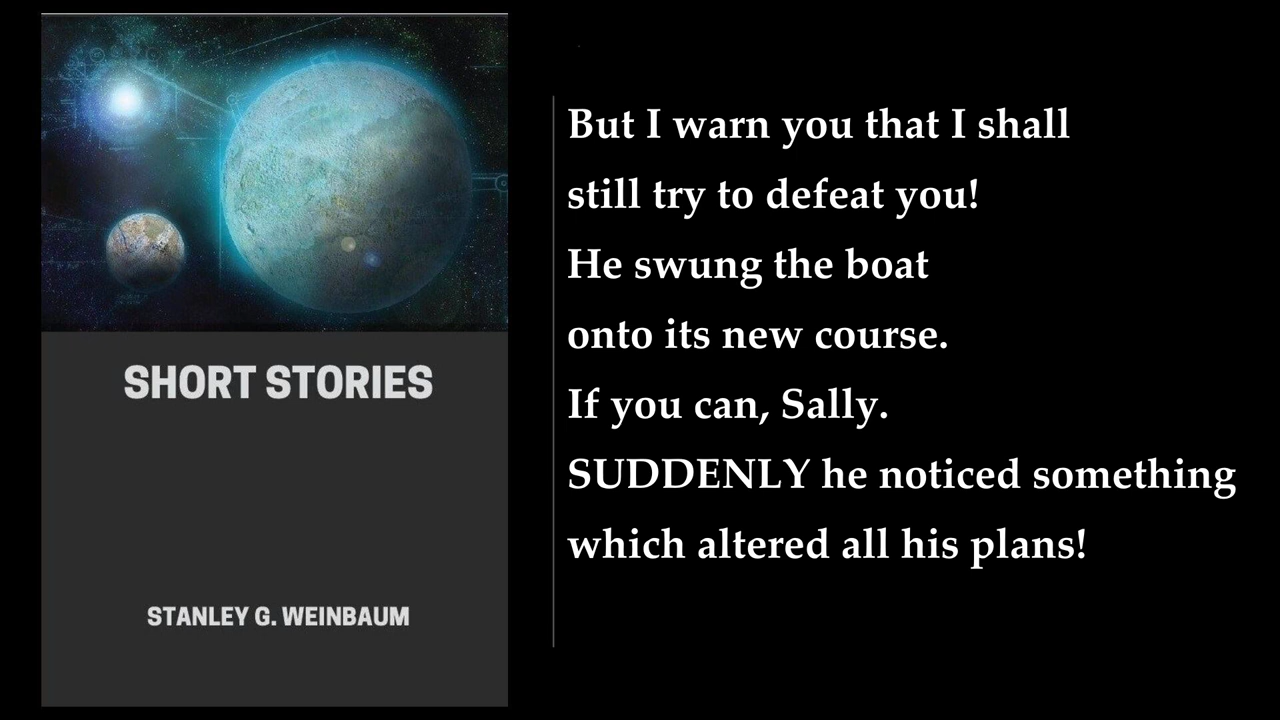 SHORT STORIES
STANLEY G. WEINBAUM
But I warn you that I shall
still try to defeat you!
He swung the boat
onto its new course.
If you can, Sally.
SUDDENLY he noticed something
which altered all his plans!